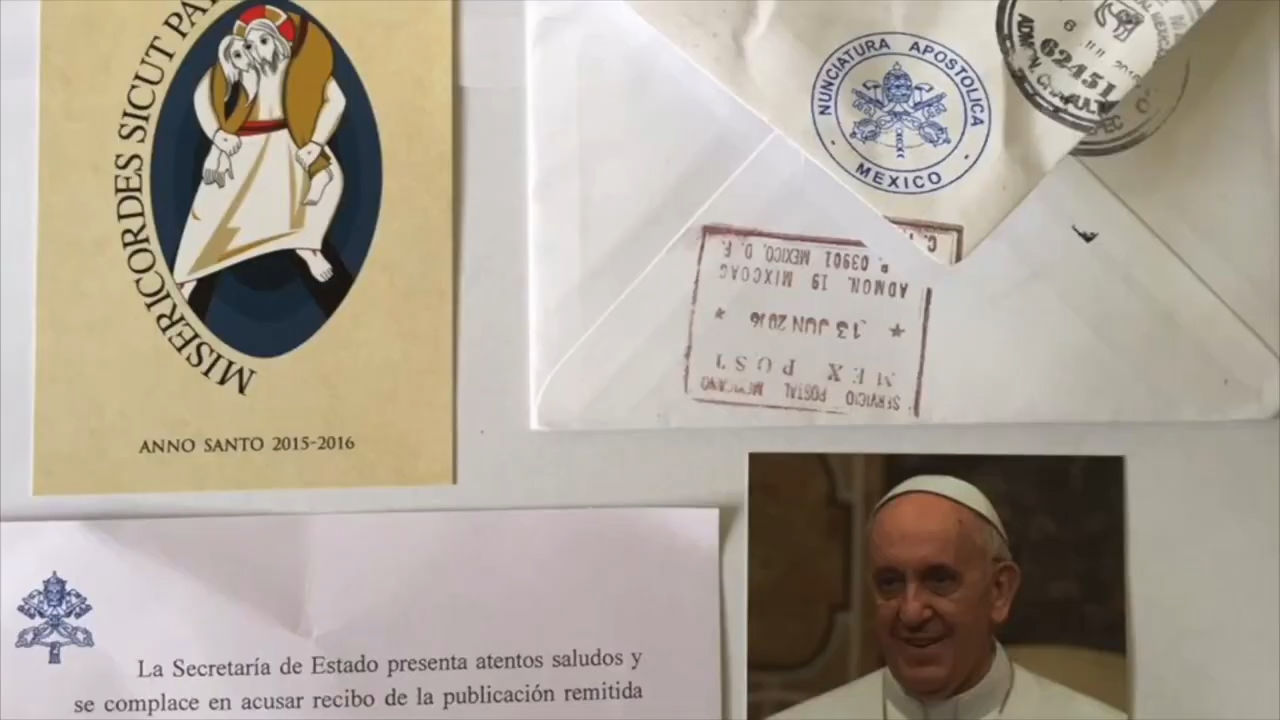 MISERICORDES SICUT PA
ANNO SANTO 2015-2016
NUNCIATURA APOSTOLICA
· MEXICO ·
62451
C.
P. 03901 MEXICO, D. F.
ADMON. 19 MIXCOAC
* 13 JUN 2016 *
MEX POST
SERVICIO POSTAL MEXICANO
La Secretaría de Estado presenta atentos saludos y
se complace en acusar recibo de la publicación remitida